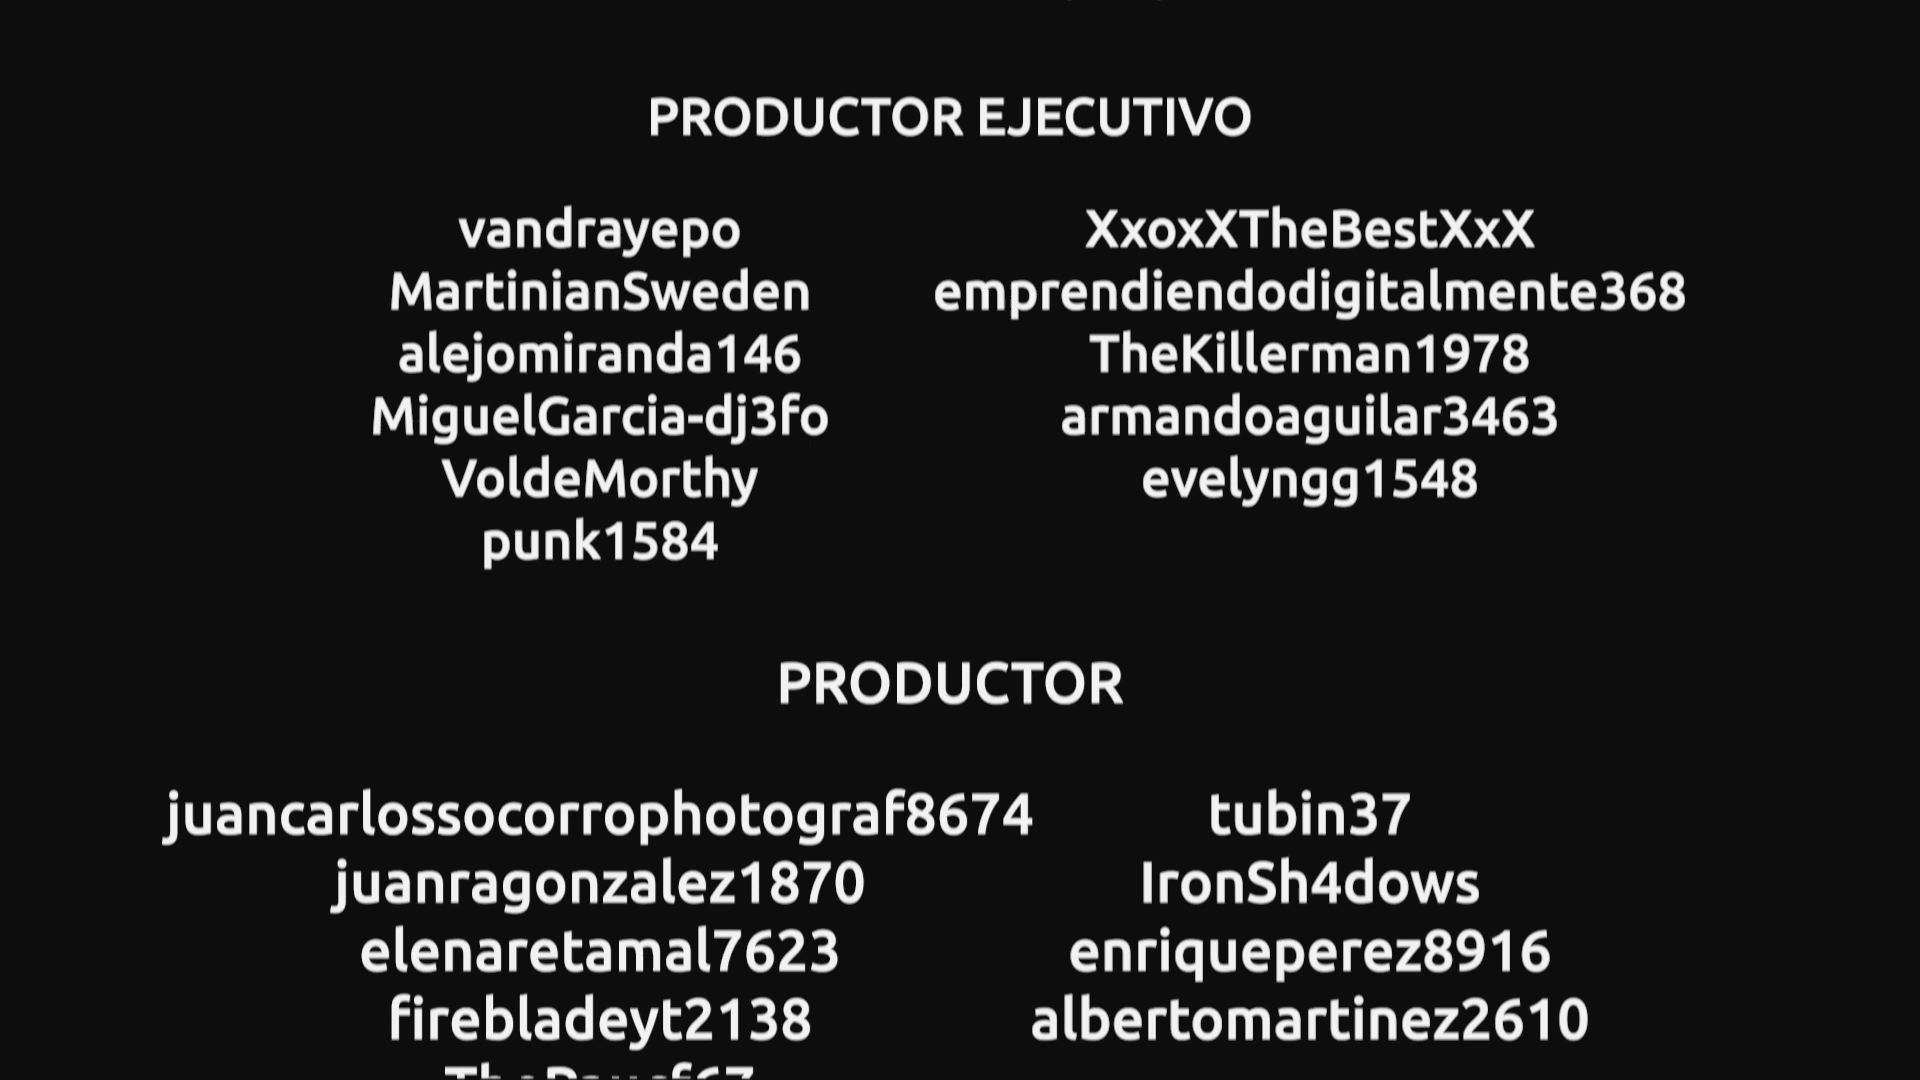 PRODUCTOR EJECUTIVO
vandrayepo
MartinianSweden
alejomiranda146
MiguelGarcia-dj3fo
VoldeMorthy
punk1584
XxoxXTheBestXxX
emprendiendodigitalmente368
TheKillerman1978
armandoaguilar3463
evelyngg1548
PRODUCTOR
juancarlossocorrophotograf8674
juanragonzalez1870
elenaretamal7623
firebladeyt2138
tubin37
IronSh4dows
enriqueperez8916
albertomartinez2610